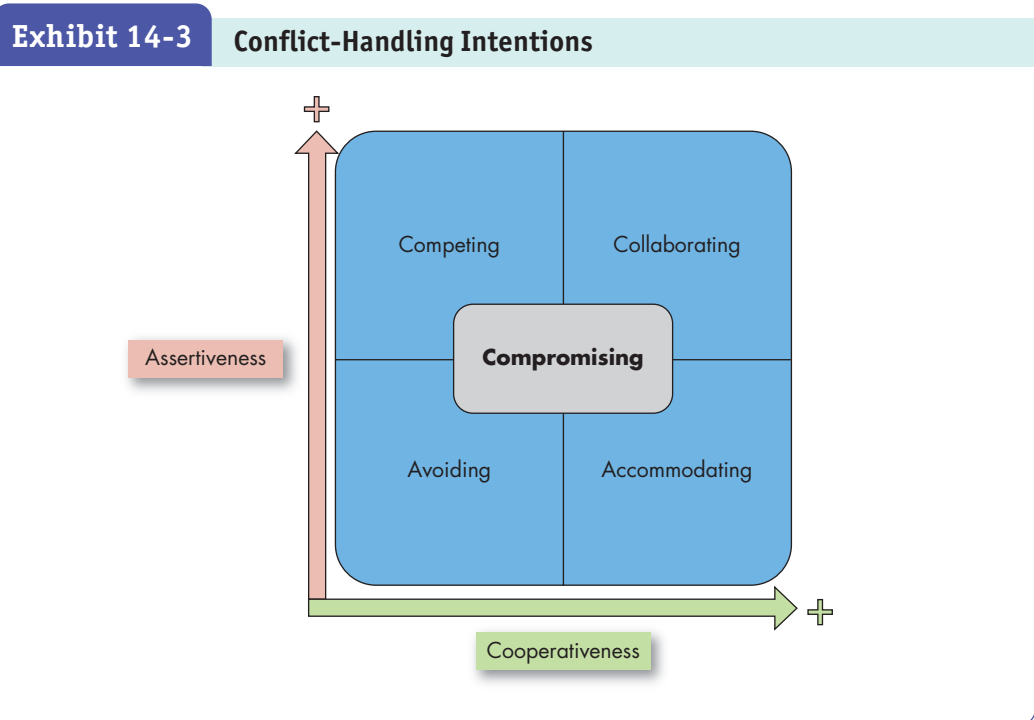 Exhibit 14-3
Conflict-Handling Intentions
+
Competing
Collaborating
Assertiveness
Compromising
Avoiding
Accommodating
+
Cooperativeness